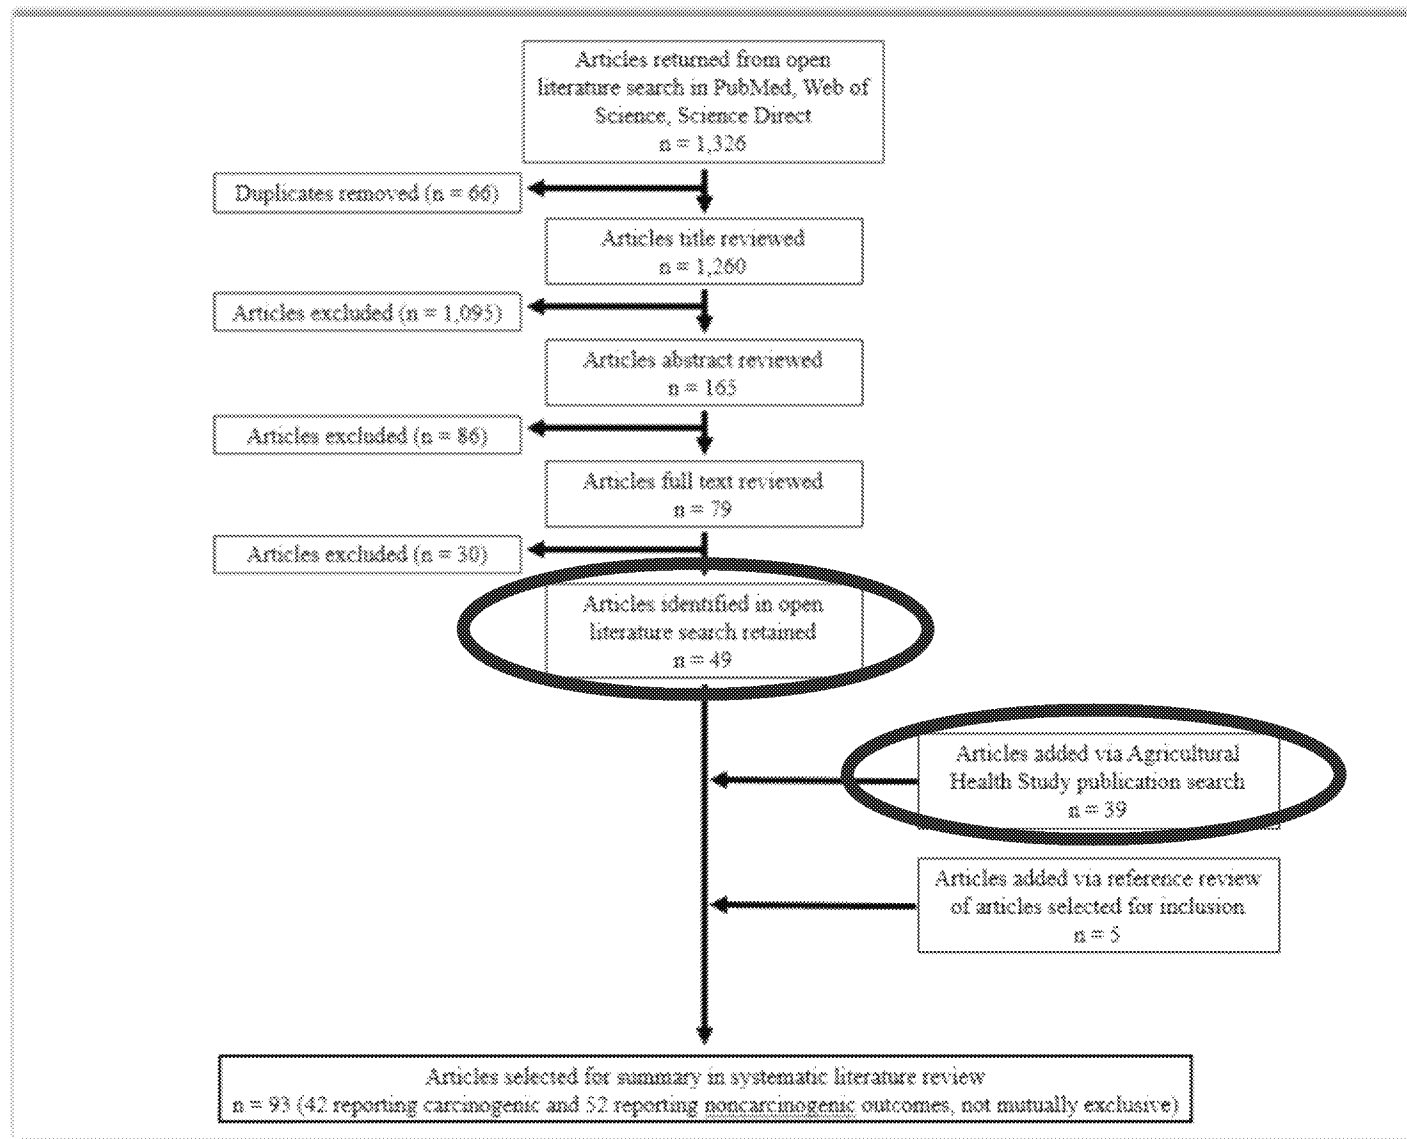 Articles returned from open
literature search in PubMed, Web of
Science, Science Direct
n = 1,326
Duplicates removed (n = 66)
Articles title reviewed
n = 1,260
Articles excluded (n = 1,095)
Articles abstract reviewed
n = 165
Articles excluded (n = 86)
Articles full text reviewed
n = 79
Articles excluded (n = 30)
Articles identified in open
literature search retained
n = 49
Articles added via Agricultural
Health Study publication search
n = 39
Articles added via reference review
of articles selected for inclusion
n = 5
Articles selected for summary in systematic literature review
n = 93 (42 reporting carcinogenic and 52 reporting noncarcinogenic outcomes, not mutually exclusive)